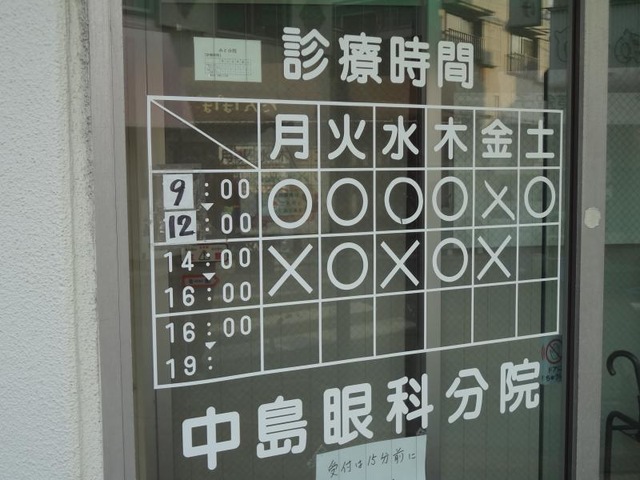 診療時間
月 火 水 木 金 土
9:00 12:00 ○ ○ ○ ○ × ○
14:00 16:00 × ○ × ○ ×
16:00 19:
中島眼科分院
受付は15分前に